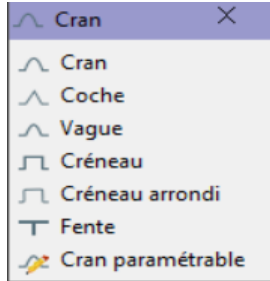 Cran
Cran
Coche
Vague
Créneau
Créneau arrondi
Fente
Cran paramétrable